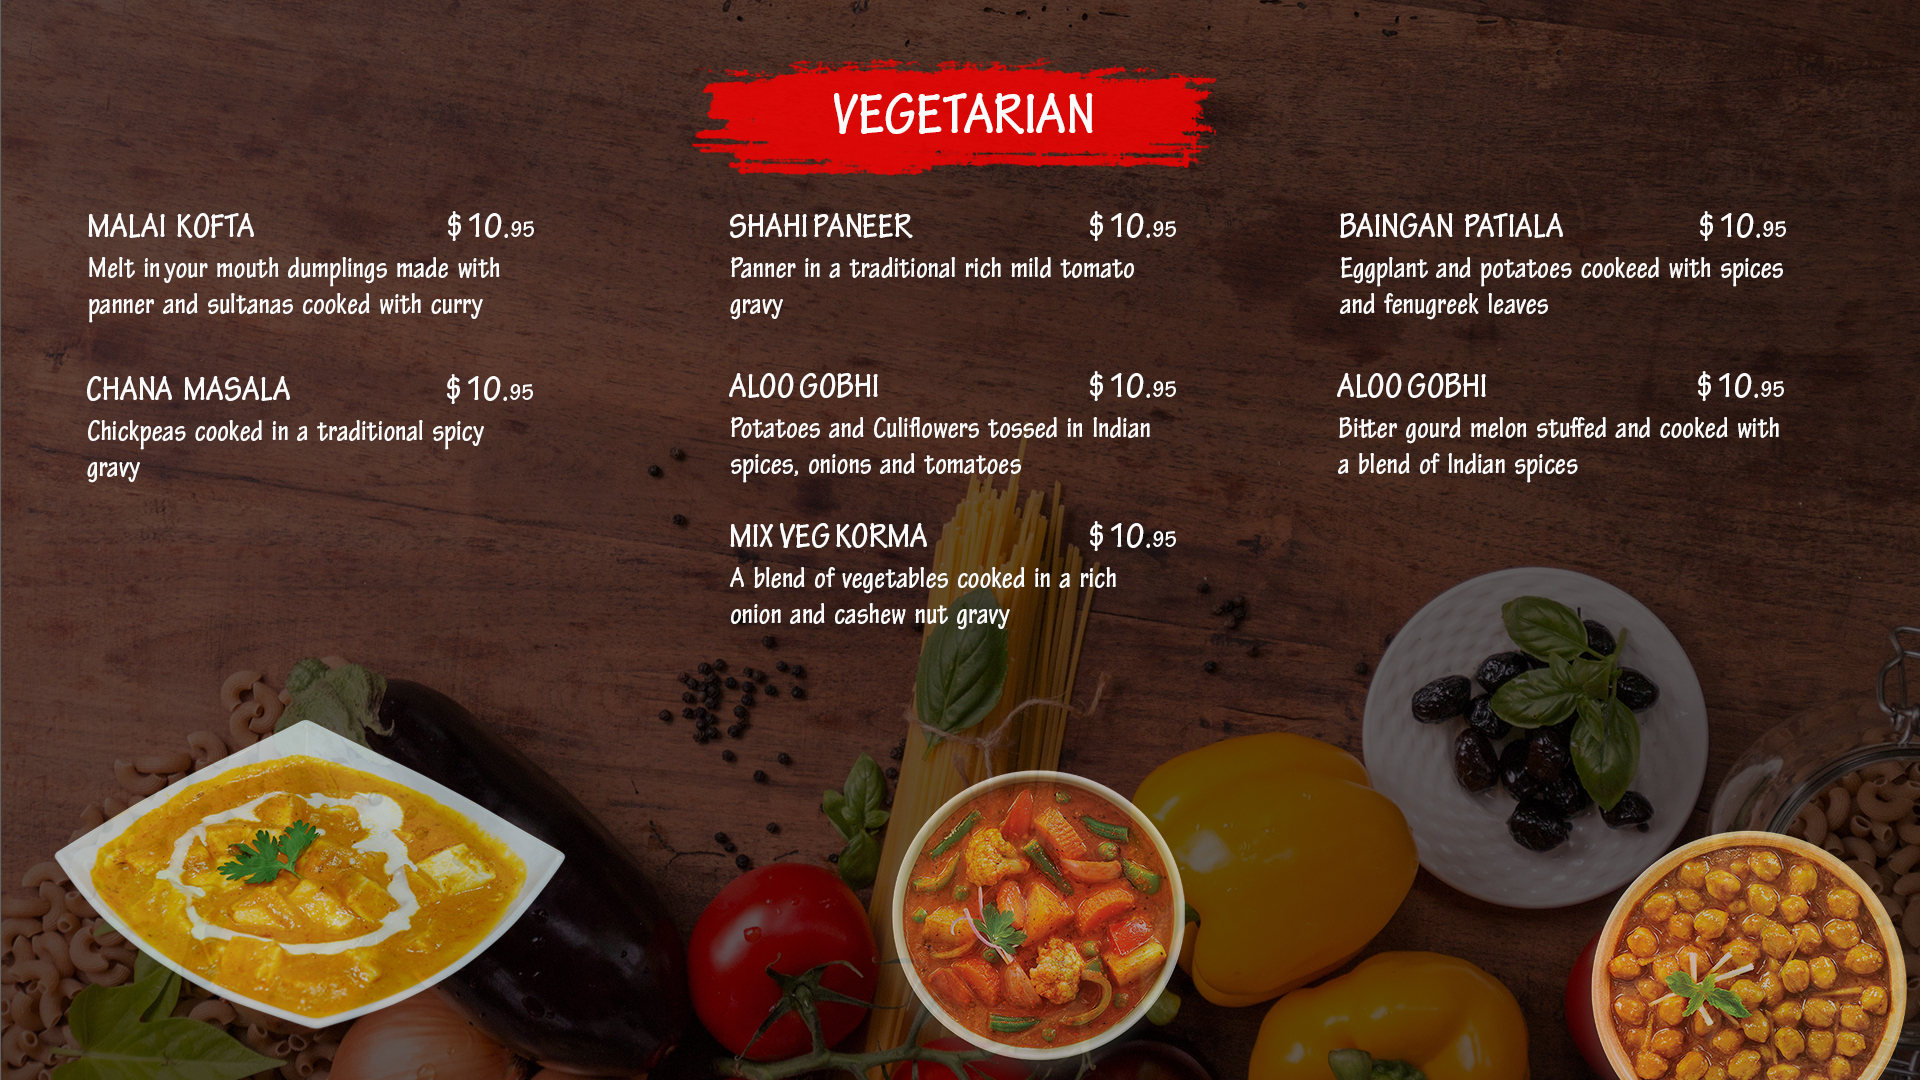 VEGETARIAN
MALAI KOFTA $10.95
Melt in your mouth dumplings made with
panner and sultanas cooked with curry
CHANA MASALA $10.95
Chickpeas cooked in a traditional spicy
gravy
SHAHI PANEER $10.95
Panner in a traditional rich mild tomato
gravy
ALOO GOBHI $10.95
Potatoes and Culiflowers tossed in Indian
spices, onions and tomatoes
MIX VEG KORMA $10.95
A blend of vegetables cooked in a rich
onion and cashew nut gravy
BAINGAN PATIALA $10.95
Eggplant and potatoes cookeed with spices
and fenugreek leaves
ALOO GOBHI $10.95
Bitter gourd melon stuffed and cooked with
a blend of Indian spices